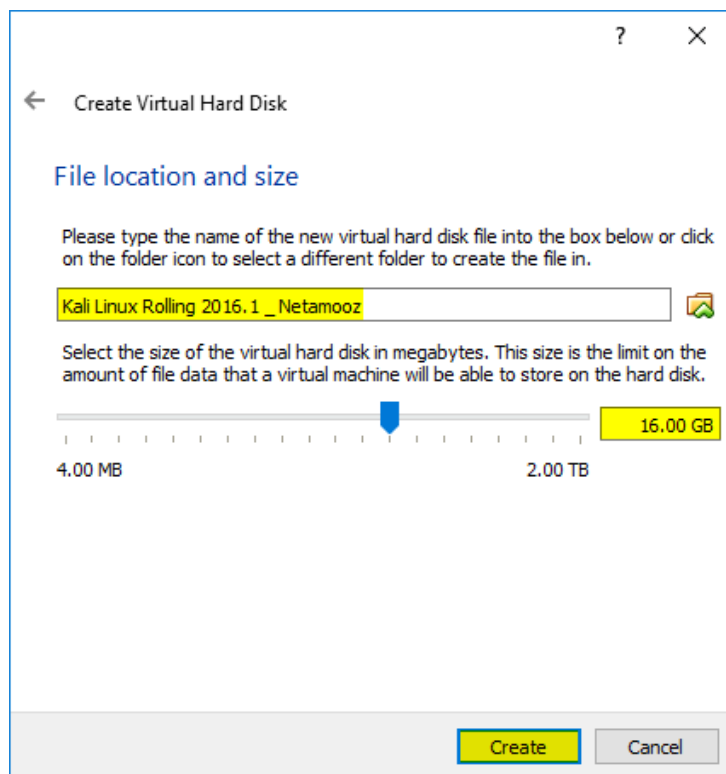 ?
Create Virtual Hard Disk
File location and size
Please type the name of the new virtual hard disk file into the box below or click
on the folder icon to select a different folder to create the file in.
Kali Linux Rolling 2016.1 _ Netamooz
Select the size of the virtual hard disk in megabytes. This size is the limit on the
amount of file data that a virtual machine will be able to store on the hard disk.
16.00 GB
4.00 MB 2.00 TB
Create Cancel